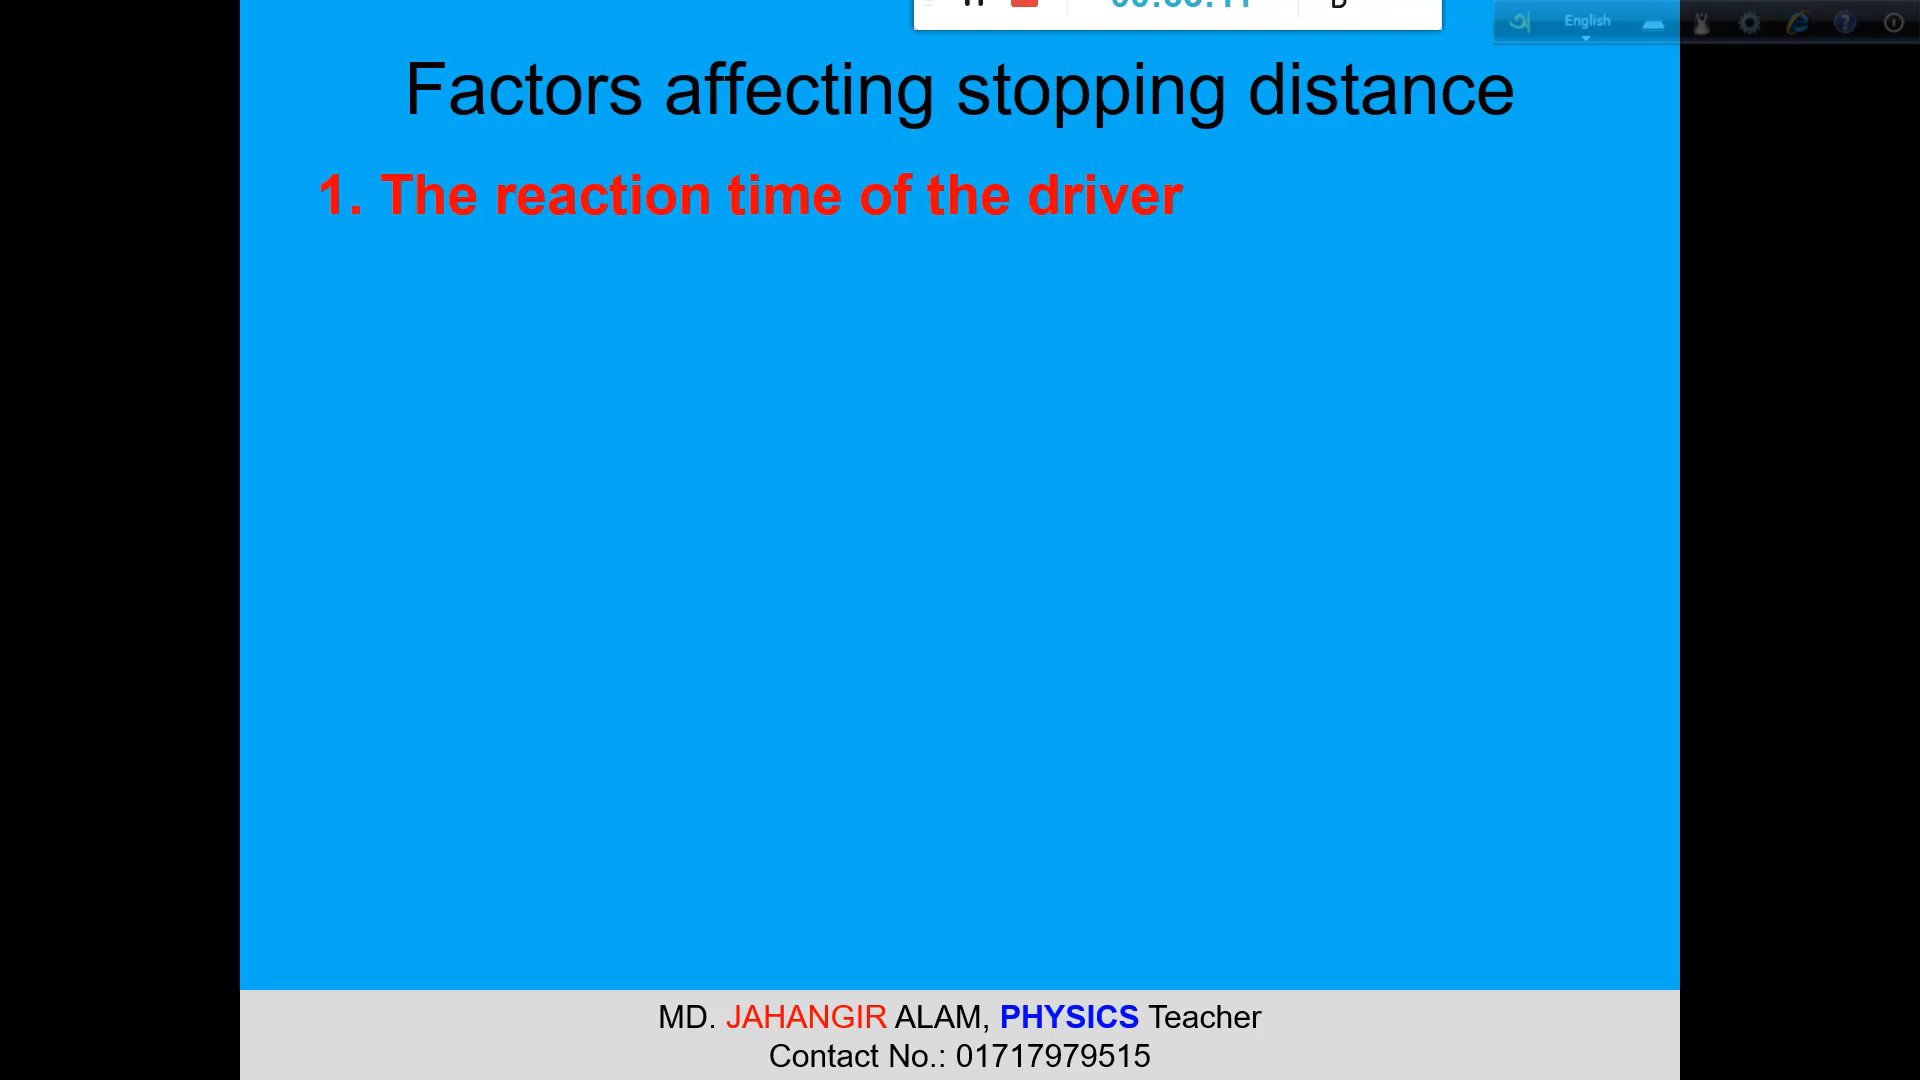 English
Factors affecting stopping distance
1. The reaction time of the driver
MD. JAHANGIR ALAM, PHYSICS Teacher
Contact No.: 01717979515